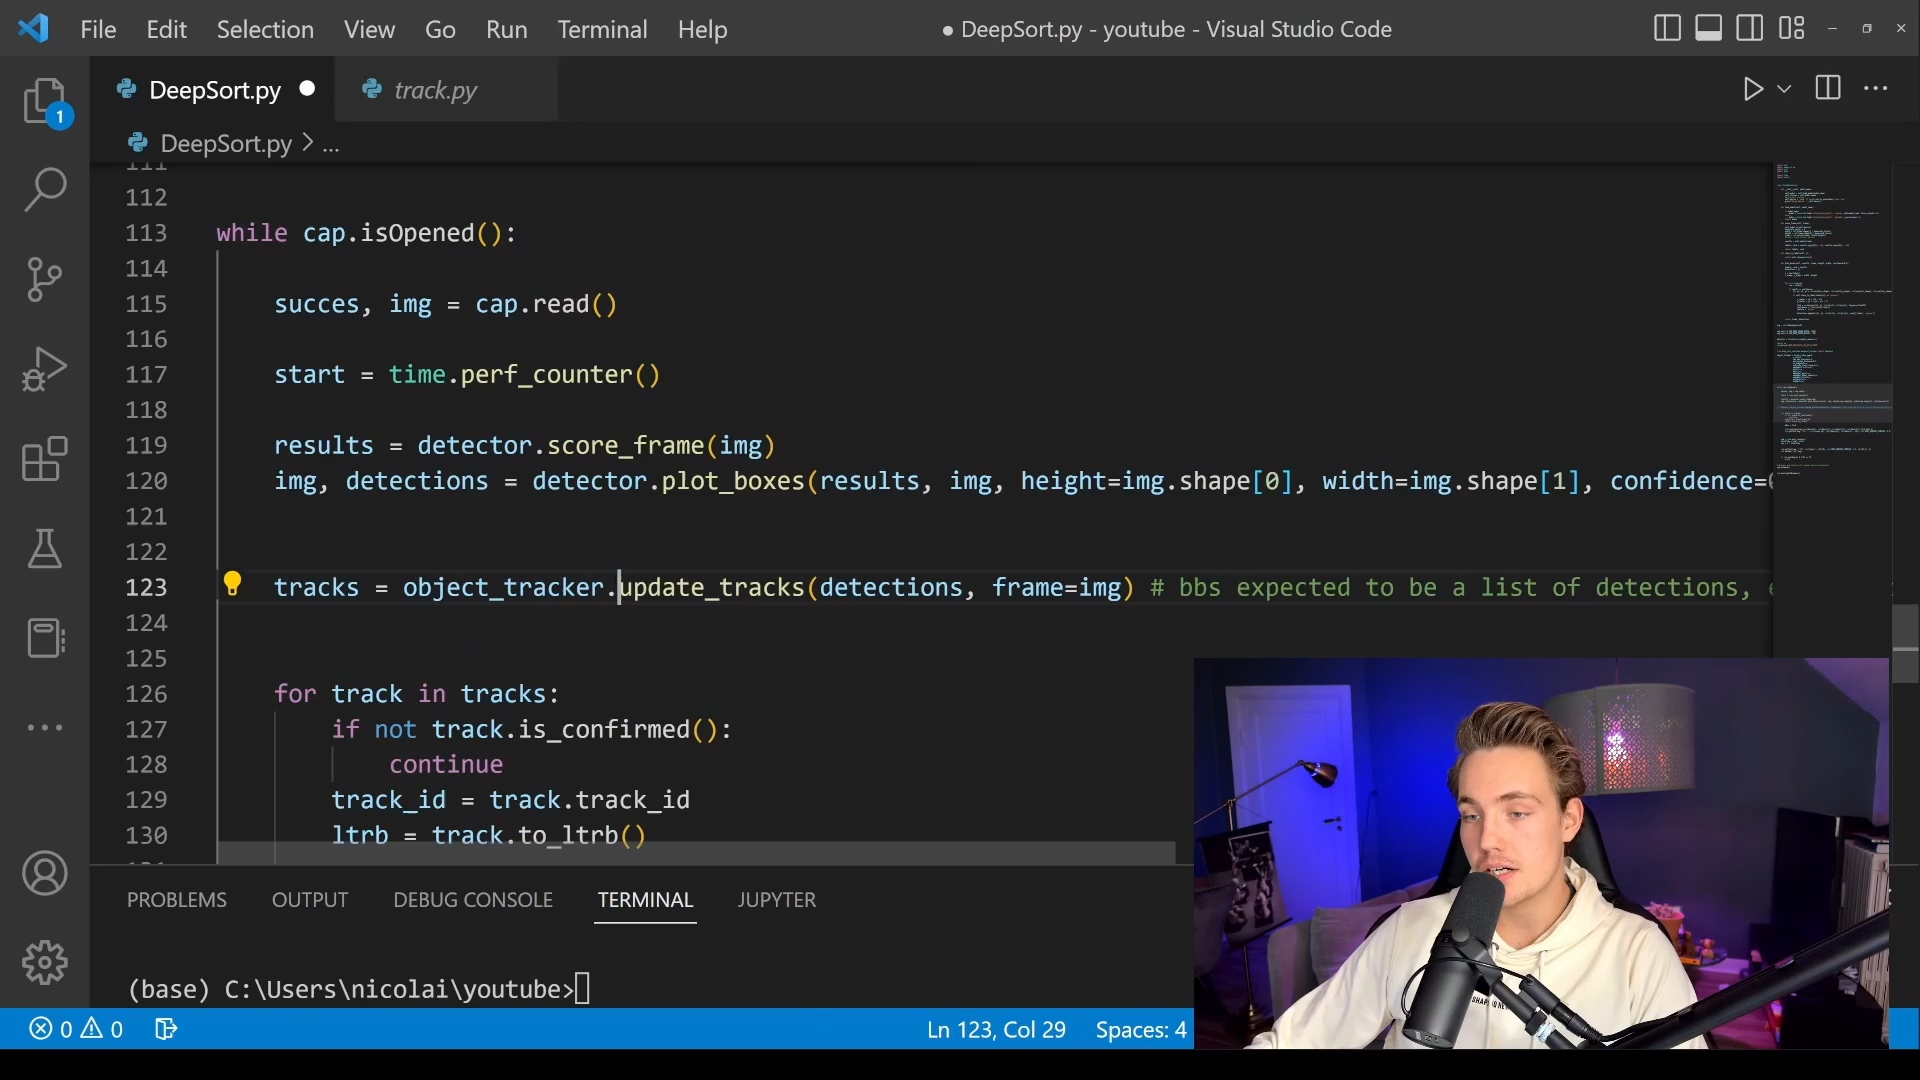 File Edit Selection View Go Run Terminal Help
● DeepSort.py - youtube - Visual Studio Code
DeepSort.py
track.py
1
DeepSort.py > ...
111
112
113 while cap.isOpened():
114
115 succes, img = cap.read()
116
117 start = time.perf_counter()
118
119 results = detector.score_frame(img)
120 img, detections = detector.plot_boxes(results, img, height=img.shape[0], width=img.shape[1], confidence=
121
122
123 tracks = object_tracker.update_tracks(detections, frame=img) # bbs expected to be a list of detections,
124
125
126 for track in tracks:
127 if not track.is_confirmed():
128 continue
129 track_id = track.track_id
130 ltrb = track.to_ltrb()
PROBLEMS OUTPUT DEBUG CONSOLE TERMINAL JUPYTER
(base) C:\Users\nicolai\youtube>
0 0
Ln 123, Col 29 Spaces: 4